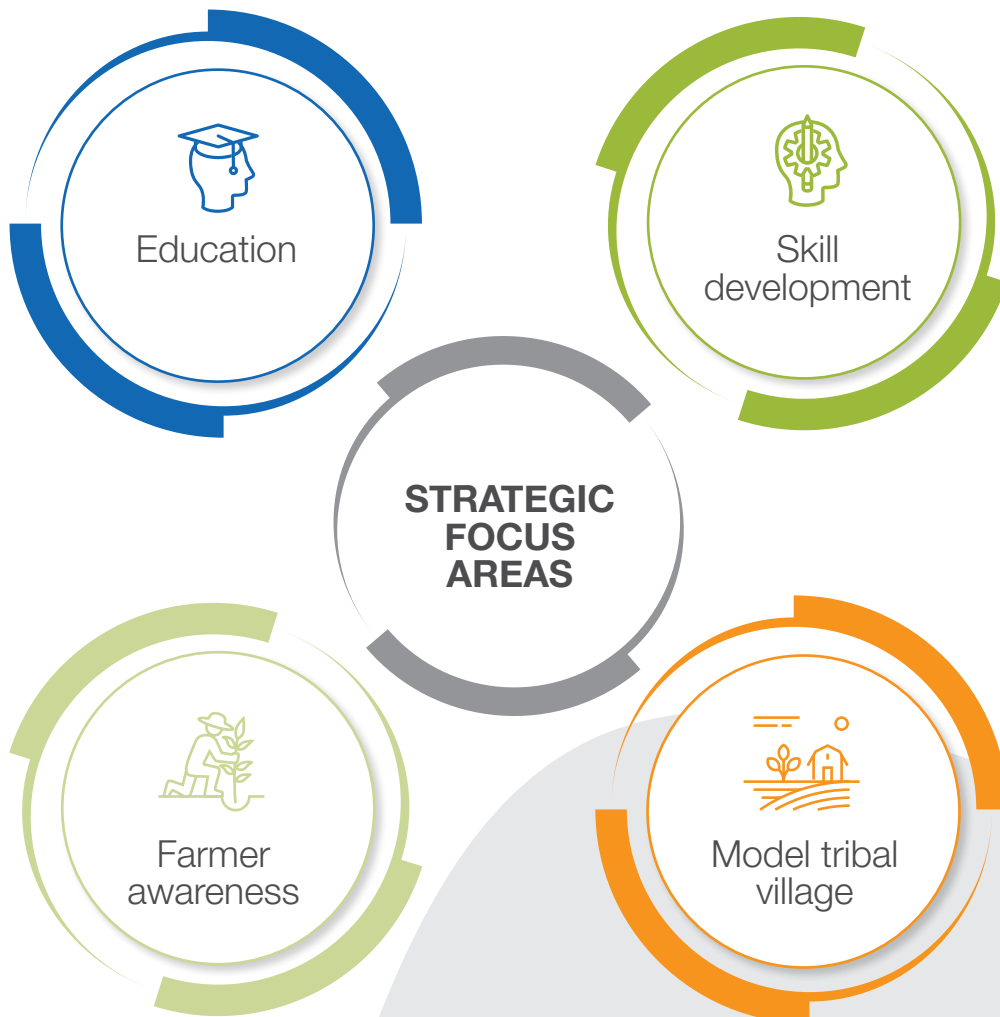 Education
Skill
development
STRATEGIC
FOCUS
AREAS
Farmer
awareness
Model tribal
village